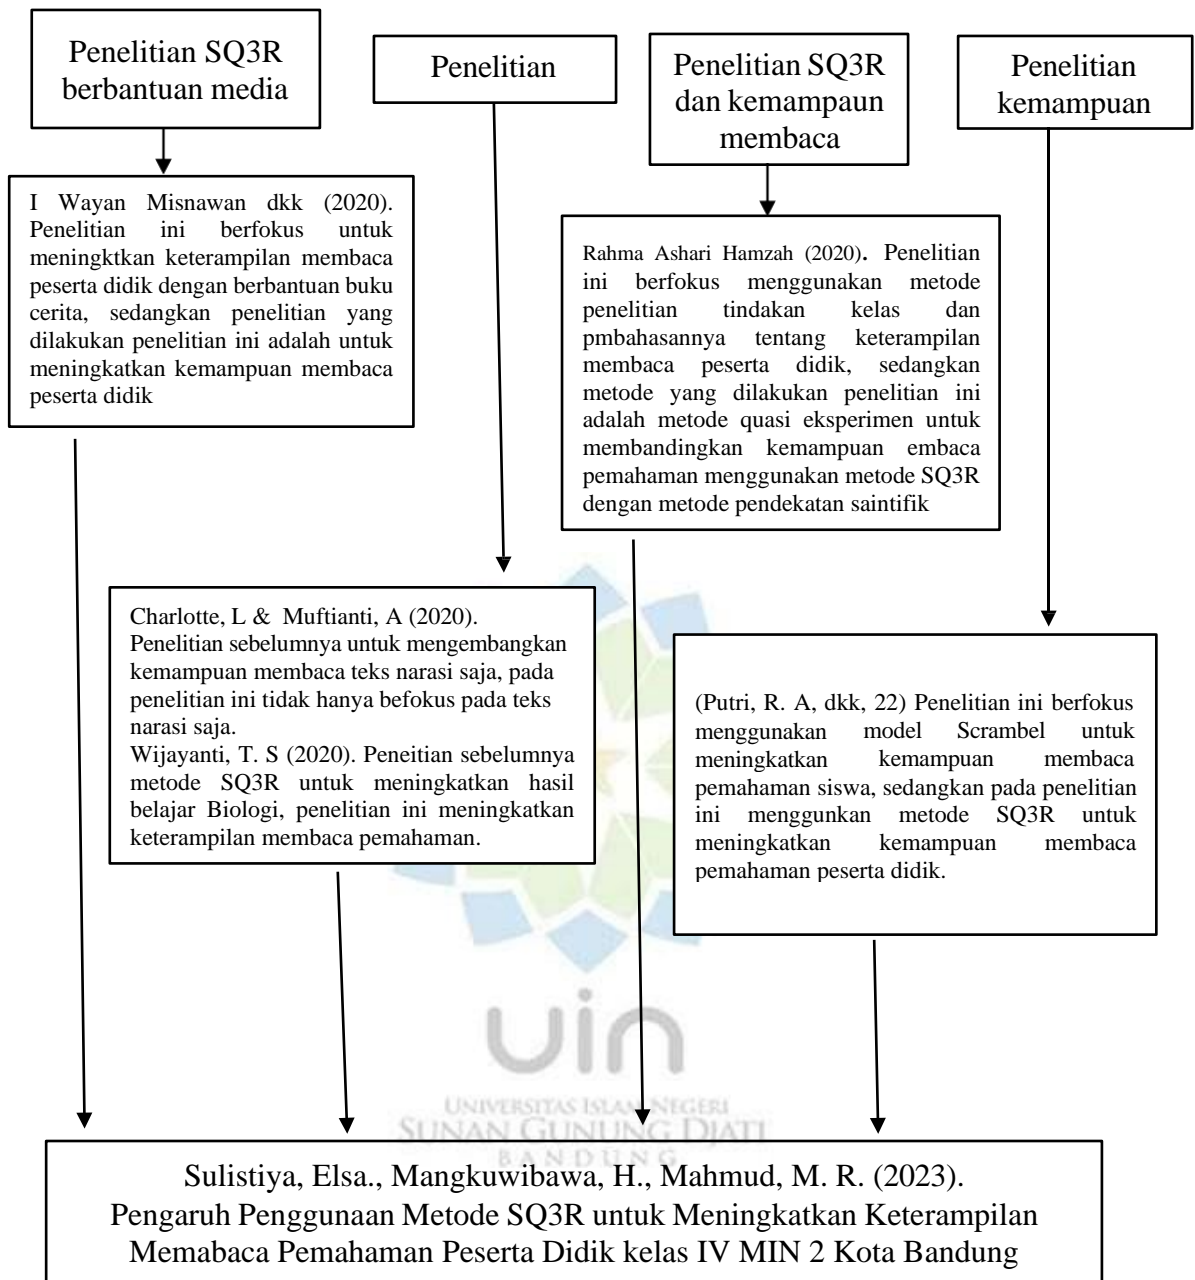 Penelitian SQ3R
berbantuan media
Penelitian
Penelitian SQ3R
dan kemampaun
membaca
Penelitian
kemampuan
I Wayan Misnawan dkk (2020).
Penelitian ini berfokus untuk
meningktkan keterampilan membaca
peserta didik dengan berbantuan buku
cerita, sedangkan penelitian yang
dilakukan penelitian ini adalah untuk
meningkatkan kemampuan membaca
peserta didik
Rahma Ashari Hamzah (2020). Penelitian
ini berfokus menggunakan metode
penelitian tindakan kelas dan
pmbahasannya tentang keterampilan
membaca peserta didik, sedangkan
metode yang dilakukan penelitian ini
adalah metode quasi eksperimen untuk
membandingkan kemampuan embaca
pemahaman menggunakan metode SQ3R
dengan metode pendekatan saintifik
Charlotte, L & Muftianti, A (2020).
Penelitian sebelumnya untuk mengembangkan
kemampuan membaca teks narasi saja, pada
penelitian ini tidak hanya befokus pada teks
narasi saja.
Wijayanti, T. S (2020). Peneitian sebelumnya
metode SQ3R untuk meningkatkan hasil
belajar Biologi, penelitian ini meningkatkan
keterampilan membaca pemahaman.
(Putri, R. A, dkk, 22) Penelitian ini berfokus
menggunakan model Scrambel untuk
meningkatkan kemampuan membaca
pemahaman siswa, sedangkan pada penelitian
ini menggunkan metode SQ3R untuk
meningkatkan kemampuan membaca
pemahaman peserta didik.
uin
UNIVERSITAS ISLAM NEGERI
SUNAN GUNUNG DJATI
BANDUNG
Sulistiya, Elsa., Mangkuwibawa, H., Mahmud, M. R. (2023).
Pengaruh Penggunaan Metode SQ3R untuk Meningkatkan Keterampilan
Memabaca Pemahaman Peserta Didik kelas IV MIN 2 Kota Bandung